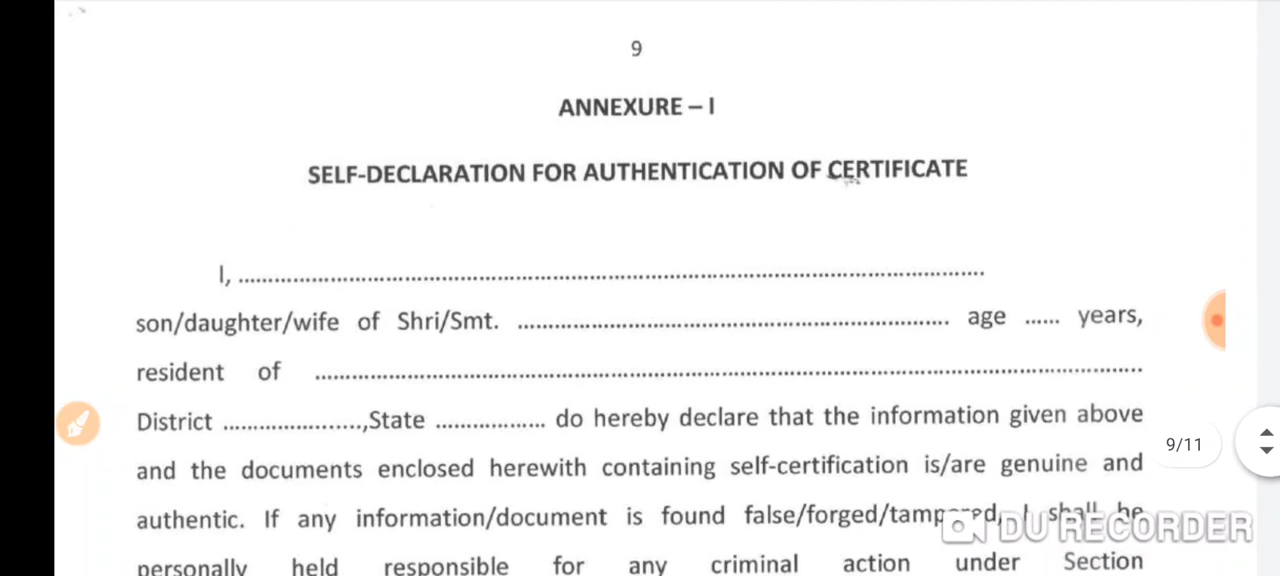 9
ANNEXURE – I
SELF-DECLARATION FOR AUTHENTICATION OF CERTIFICATE
I, ..........................................................................................................................
son/daughter/wife of Shri/Smt. ...................................................................... age ...... years,
resident of ..........................................................................................................................
District ......................,State .................. do hereby declare that the information given above
and the documents enclosed herewith containing self-certification is/are genuine and
9/11
authentic. If any information/document is found false/forged/tampered, I shall be
DU RECORDER
personally held responsible for any criminal action under Section